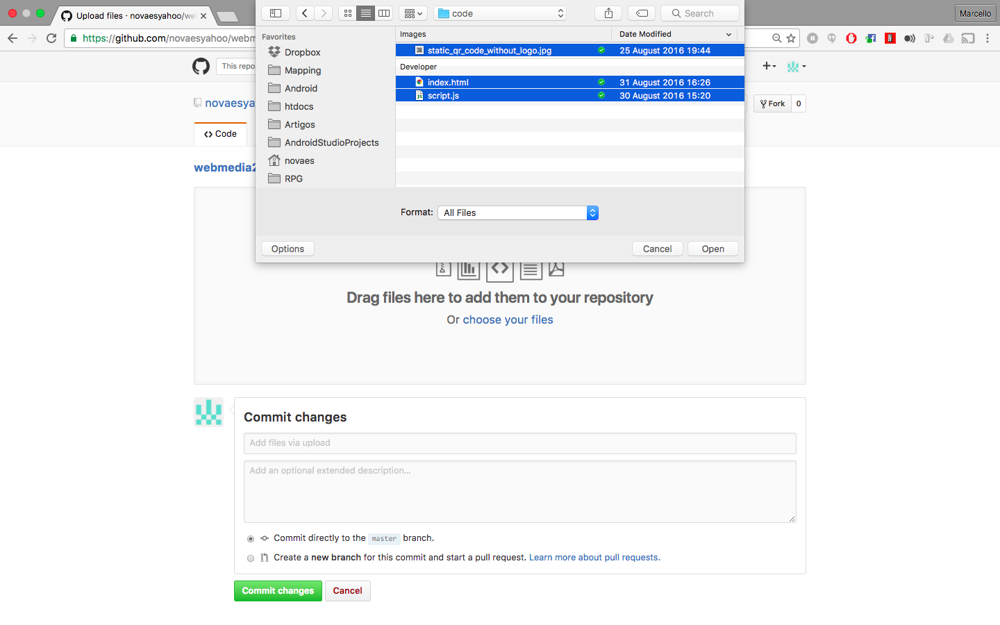 Upload files · novaesyahoo/we
Marcello
https://github.com/novaesyahoo/webm
code
Search
Favorites
Dropbox
Mapping
Android
htdocs
Artigos
AndroidStudioProjects
novaes
RPG
Images
Date Modified
static_qr_code_without_logo.jpg
25 August 2016 19:44
Developer
index.html
31 August 2016 16:26
script.js
30 August 2016 15:20
Format: All Files
Options
Cancel
Open
This repo
novaesya
Fork 0
Code
webmedia2
Drag files here to add them to your repository
Or choose your files
Commit changes
Add files via upload
Add an optional extended description...
Commit directly to the master branch.
Create a new branch for this commit and start a pull request. Learn more about pull requests.
Commit changes
Cancel